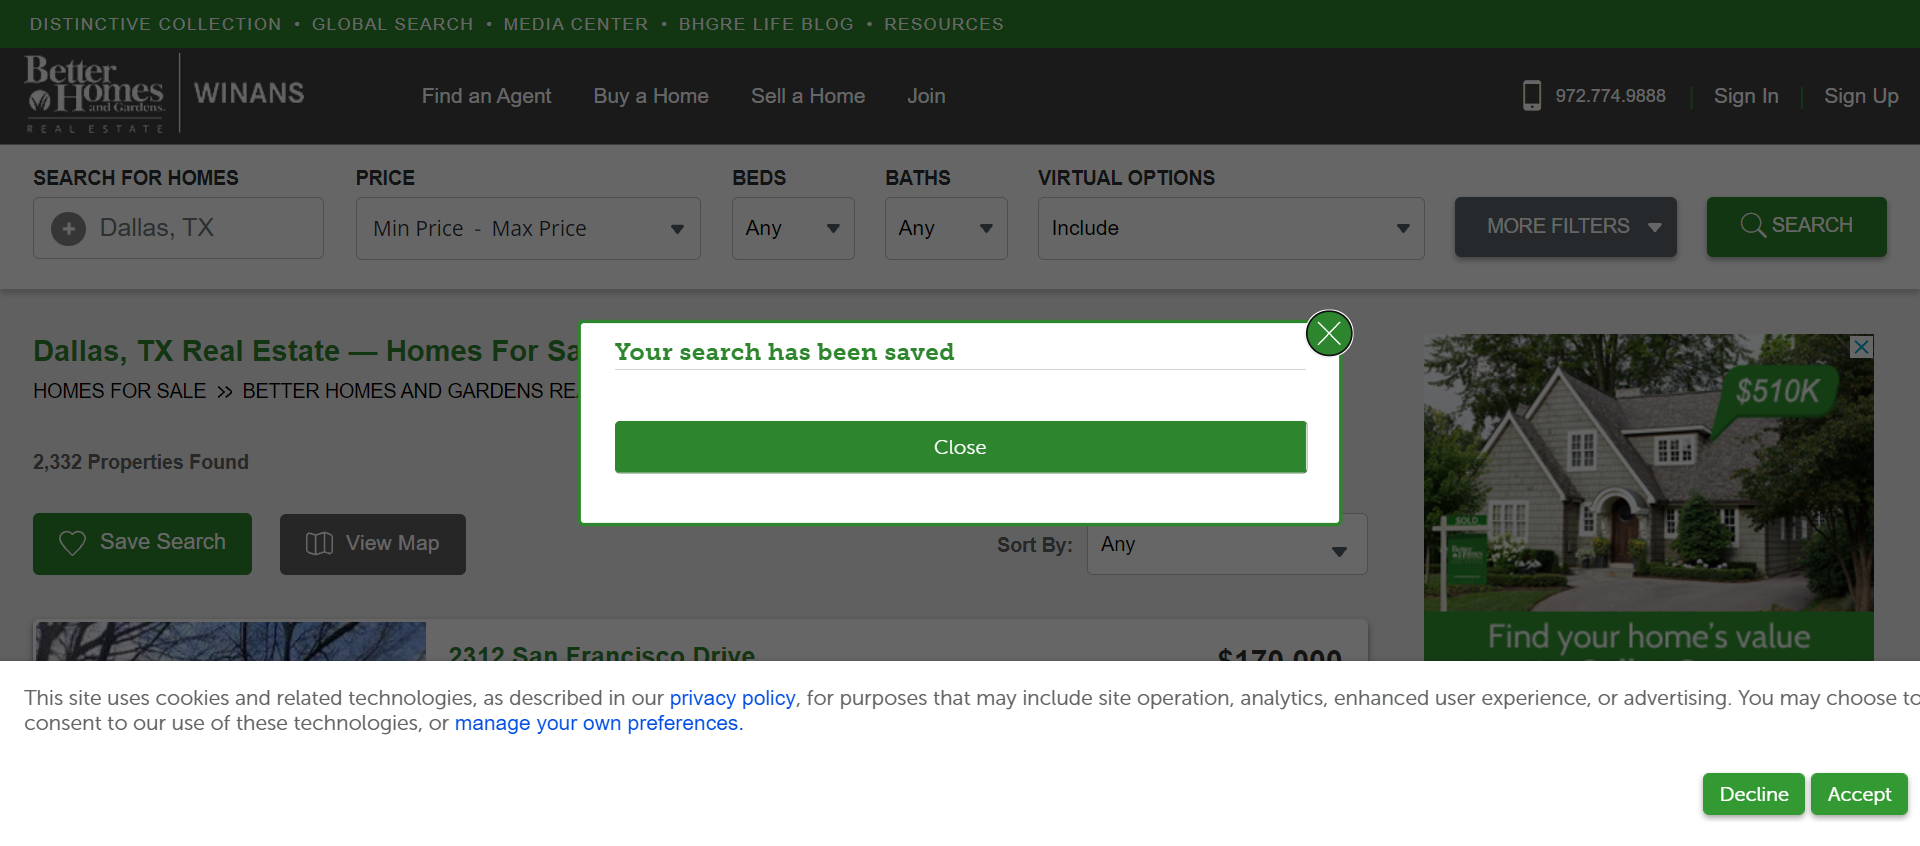 DISTINCTIVE COLLECTION • GLOBAL SEARCH • MEDIA CENTER • BHGRE LIFE BLOG • RESOURCES
Better
Homes
and Gardens
REAL ESTATE
WINANS
Find an Agent
Buy a Home
Sell a Home
Join
972.774.9888
Sign In
Sign Up
SEARCH FOR HOMES
PRICE
BEDS
BATHS
VIRTUAL OPTIONS
Dallas, TX
Min Price - Max Price
Any
Any
Include
MORE FILTERS
SEARCH
Dallas, TX Real Estate — Homes For Sa
HOMES FOR SALE » BETTER HOMES AND GARDENS RE
Your search has been saved
Close
$510K
SOLD
2,332 Properties Found
Save Search
View Map
Sort By:
Any
Find your home's value
2312 San Francisco Drive
$170,000
This site uses cookies and related technologies, as described in our privacy policy, for purposes that may include site operation, analytics, enhanced user experience, or advertising. You may choose to
consent to our use of these technologies, or manage your own preferences.
Decline
Accept